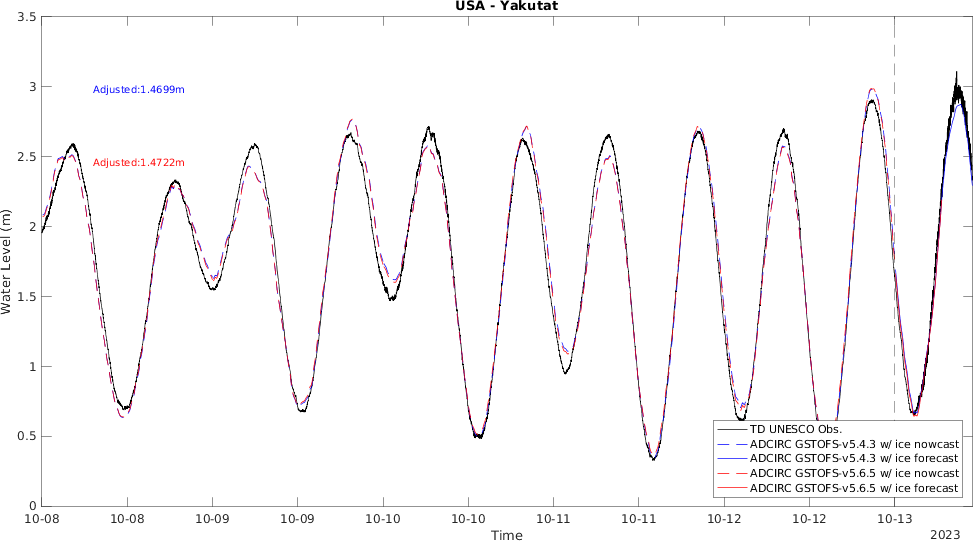 USA - Yakutat
3.5
3
2.5
2
1.5
1
0.5
0
Water Level (m)
Adjusted:1.4699m
Adjusted:1.4722m
TD UNESCO Obs.
ADCIRC GSTOFS-v5.4.3 w/ ice nowcast
ADCIRC GSTOFS-v5.4.3 w/ ice forecast
ADCIRC GSTOFS-v5.6.5 w/ ice nowcast
ADCIRC GSTOFS-v5.6.5 w/ ice forecast
10-08 10-08 10-09 10-09 10-10 10-10 10-11 10-11 10-12 10-12 10-13
Time
2023